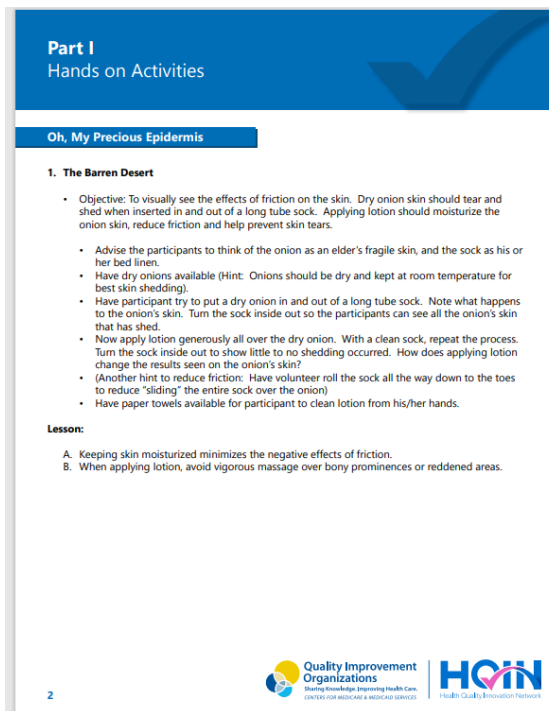 Part I
Hands on Activities
Oh, My Precious Epidermis
1. The Barren Desert
• Objective: To visually see the effects of friction on the skin. Dry onion skin should tear and
shed when inserted in and out of a long tube sock. Applying lotion should moisturize the
onion skin, reduce friction and help prevent skin tears.
• Advise the participants to think of the onion as an elder's fragile skin, and the sock as his or
her bed linen.
• Have dry onions available (Hint: Onions should be dry and kept at room temperature for
best skin shedding).
• Have participant try to put a dry onion in and out of a long tube sock. Note what happens
to the onion's skin. Turn the sock inside out so the participants can see all the onion's skin
that has shed.
• Now apply lotion generously all over the dry onion. With a clean sock, repeat the process.
Turn the sock inside out to show little to no shedding occurred. How does applying lotion
change the results seen on the onion's skin?
• (Another hint to reduce friction: Have volunteer roll the sock all the way down to the toes
to reduce "sliding" the entire sock over the onion)
• Have paper towels available for participant to clean lotion from his/her hands.
Lesson:
A. Keeping skin moisturized minimizes the negative effects of friction.
B. When applying lotion, avoid vigorous massage over bony prominences or reddened areas.
2
Quality Improvement
Organizations
Sharing Knowledge. Improving Health Care.
CENTERS FOR MEDICARE & MEDICAID SERVICES
HQIN
Health Quality Innovation Network